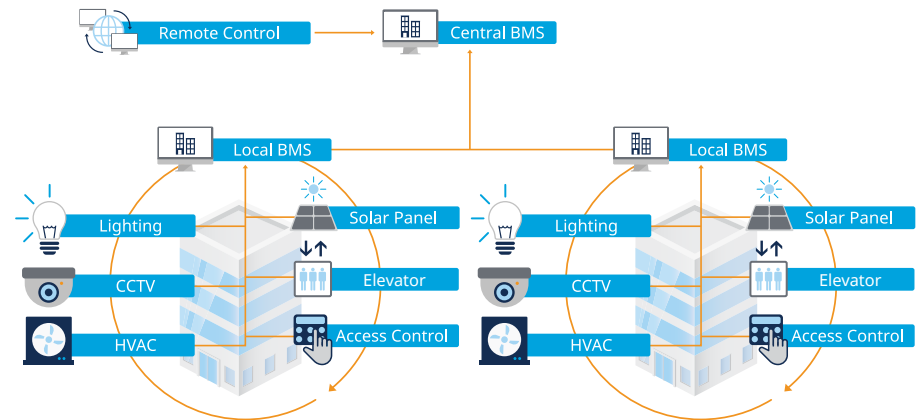 Remote Control
Central BMS
Local BMS
Local BMS
Lighting
Solar Panel
Lighting
Solar Panel
CCTV
Elevator
CCTV
Elevator
HVAC
Access Control
HVAC
Access Control